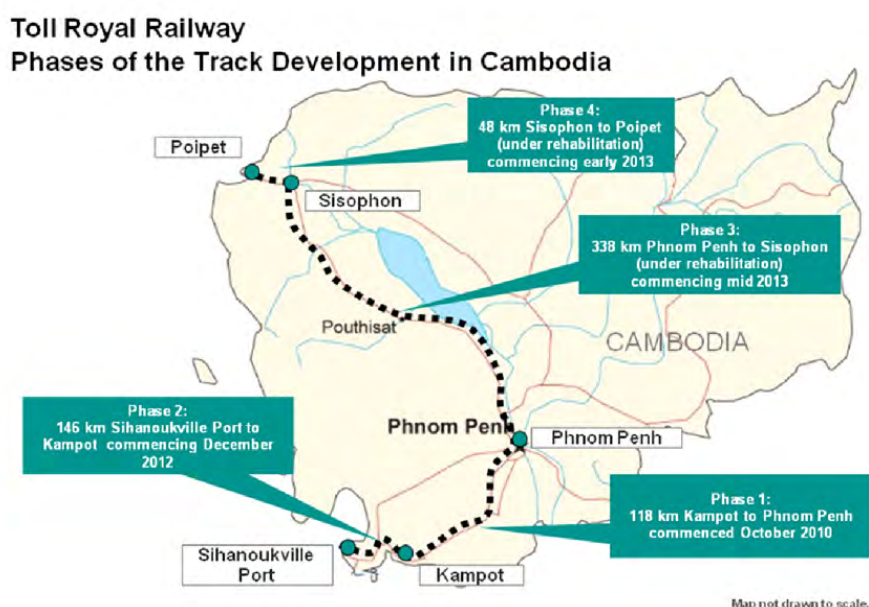 Toll Royal Railway
Phases of the Track Development in Cambodia
Phase 4:
48 km Sisophon to Poipet
(under rehabilitation)
commencing early 2013
Poipet
Sisophon
Phase 3:
338 km Phnom Penh to Sisophon
(under rehabilitation)
commencing mid 2013
Pouthisat
CAMBODIA
Phase 2:
146 km Sihanoukville Port to
Kampot commencing December
2012
Phnom Penh
Phnom Penh
Phase 1:
118 km Kampot to Phnom Penh
commenced October 2010
Sihanoukville
Port
Kampot
Map not drawn to scale.